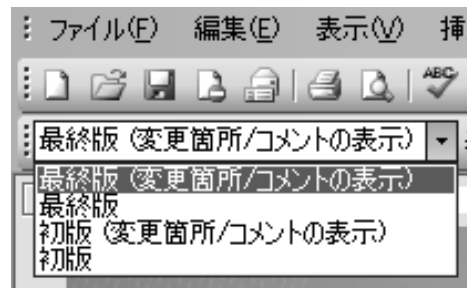 ファイル(F) 編集(E) 表示(V) 挿
ABC
最終版 (変更箇所/コメントの表示)
最終版 (変更箇所/コメントの表示)
最終版
初版 (変更箇所/コメントの表示)
初版